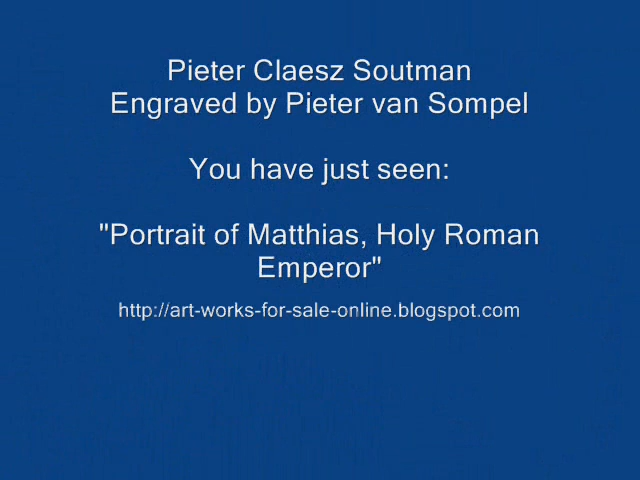 Pieter Claesz Soutman
Engraved by Pieter van Sompel
You have just seen:
"Portrait of Matthias, Holy Roman
Emperor"
http://art-works-for-sale-online.blogspot.com